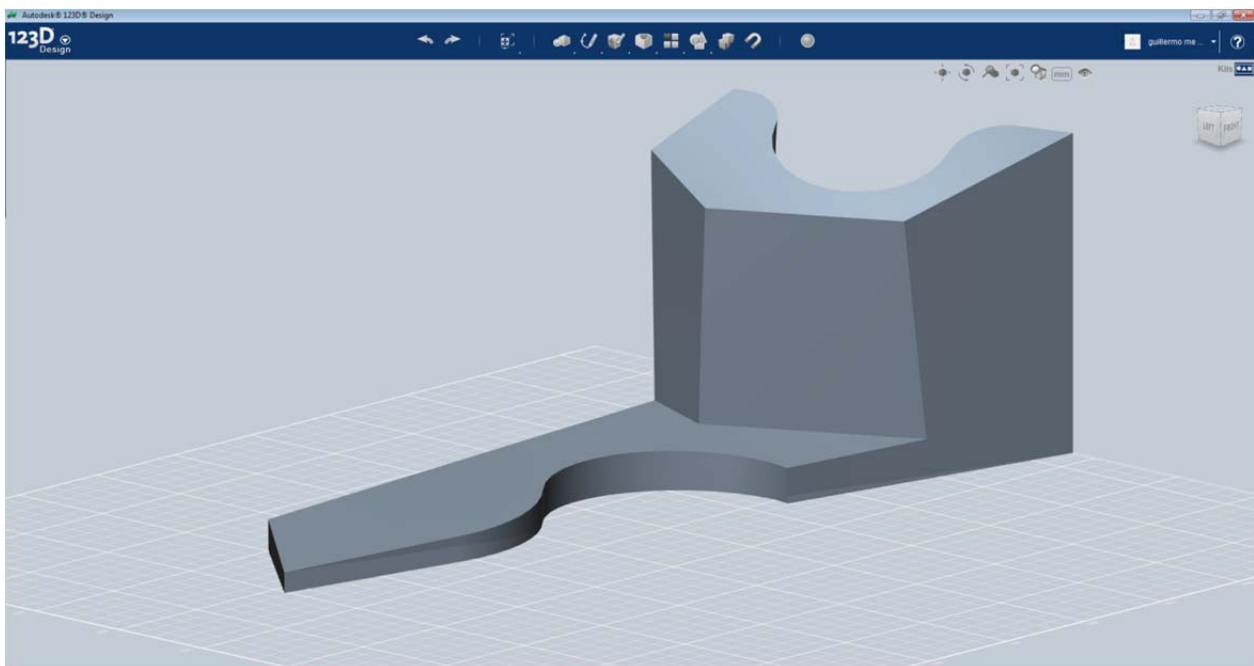 Autodesk® 123D® Design
123D
Design
guillermo me ...
?
mm
Kits
LEFT
FRONT